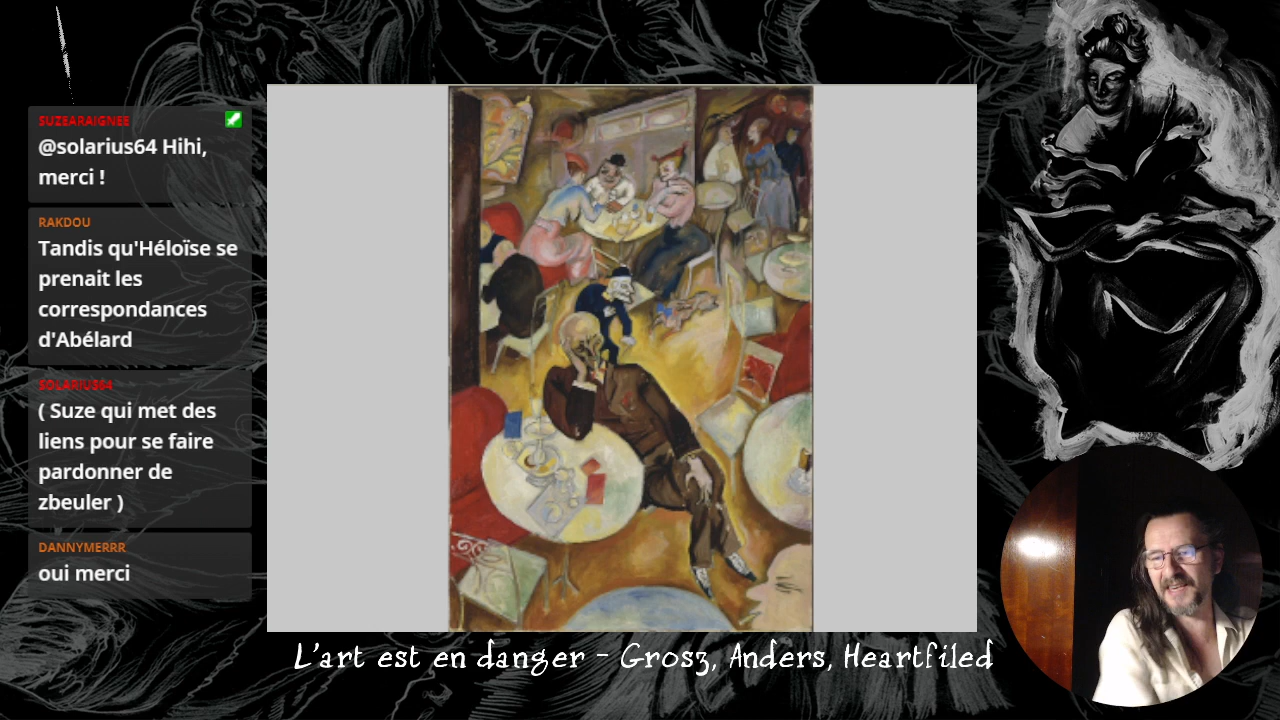 SUZEARAIGNEE
@solarius64 Hihi,
merci !
RAKDOU
Tandis qu'Héloïse se
prenait les
correspondances
d'Abélard
SOLARIUS64
( Suze qui met des
liens pour se faire
pardonner de
zbeuler )
DANNYMERRR
oui merci
L'art est en danger - Grosz, Anders, Heartfiled